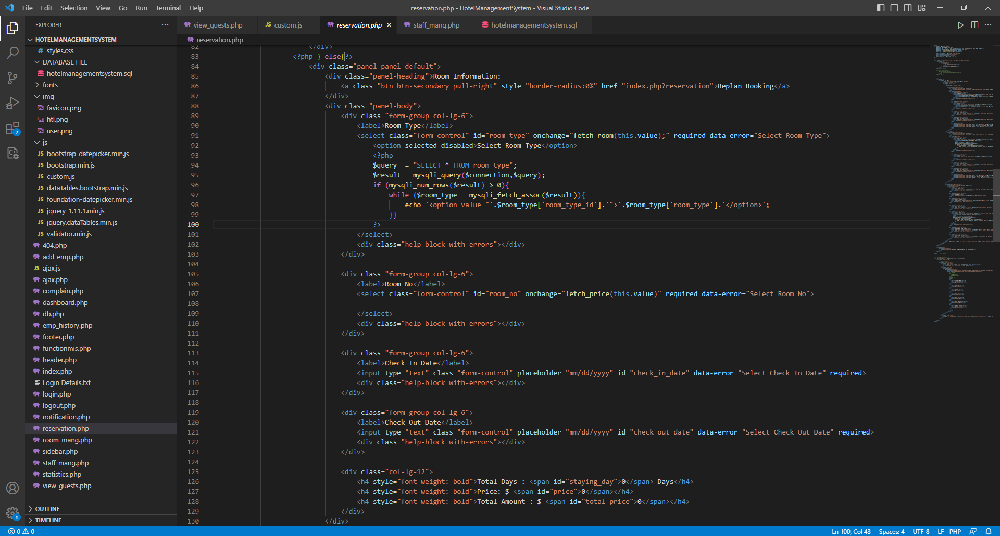 File Edit Selection View Go Run Terminal Help
reservation.php - HotelManagementSystem - Visual Studio Code
EXPLORER
HOTELMANAGEMENTSYSTEM
# styles.css
DATABASE FILE
hotelmanagementsystem.sql
fonts
img
favicon.png
htl.png
user.png
js
JS bootstrap-datepicker.min.js
JS bootstrap.min.js
JS custom.js
JS dataTables.bootstrap.min.js
JS foundation-datepicker.min.js
JS jquery-1.11.1.min.js
JS jquery.dataTables.min.js
JS validator.min.js
404.php
add_emp.php
JS ajax.js
ajax.php
complain.php
dashboard.php
db.php
emp_history.php
footer.php
functionmis.php
header.php
index.php
Login Details.txt
login.php
logout.php
notification.php
reservation.php
room_mang.php
sidebar.php
staff_mang.php
statistics.php
view_guests.php
OUTLINE
TIMELINE
2
1
view_guests.php JS custom.js reservation.php staff_mang.php hotelmanagementsystem.sql
reservation.php
82 </div>
83 <?php } else{?>
84 <div class="panel panel-default">
85 <div class="panel-heading">Room Information:
86 <a class="btn btn-secondary pull-right" style="border-radius:0%" href="index.php?reservation">Replan Booking</a>
87 </div>
88 <div class="panel-body">
89 <div class="form-group col-lg-6">
90 <label>Room Type</label>
91 <select class="form-control" id="room_type" onchange="fetch_room(this.value);" required data-error="Select Room Type">
92 <option selected disabled>Select Room Type</option>
93 <?php
94 $query  = "SELECT * FROM room_type";
95 $result = mysqli_query($connection,$query);
96 if (mysqli_num_rows($result) > 0){
97 while ($room_type = mysqli_fetch_assoc($result)){
98 echo '<option value="'.$room_type['room_type_id'].'">'.$room_type['room_type'].'</option>';
99 }}
100 ?>
101 </select>
102 <div class="help-block with-errors"></div>
103 </div>
104
105 <div class="form-group col-lg-6">
106 <label>Room No</label>
107 <select class="form-control" id="room_no" onchange="fetch_price(this.value)" required data-error="Select Room No">
108
109 </select>
110 <div class="help-block with-errors"></div>
111 </div>
112
113 <div class="form-group col-lg-6">
114 <label>Check In Date</label>
115 <input type="text" class="form-control" placeholder="mm/dd/yyyy" id="check_in_date" data-error="Select Check In Date" required>
116 <div class="help-block with-errors"></div>
117 </div>
118
119 <div class="form-group col-lg-6">
120 <label>Check Out Date</label>
121 <input type="text" class="form-control" placeholder="mm/dd/yyyy" id="check_out_date" data-error="Select Check Out Date" required>
122 <div class="help-block with-errors"></div>
123 </div>
124
125 <div class="col-lg-12">
126 <h4 style="font-weight: bold">Total Days : <span id="staying_day">0</span> Days</h4>
127 <h4 style="font-weight: bold">Price: $ <span id="price">0</span></h4>
128 <h4 style="font-weight: bold">Total Amount : $ <span id="total_price">0</span></h4>
129 </div>
130 </div>
0 0 Ln 100, Col 43 Spaces: 4 UTF-8 LF PHP